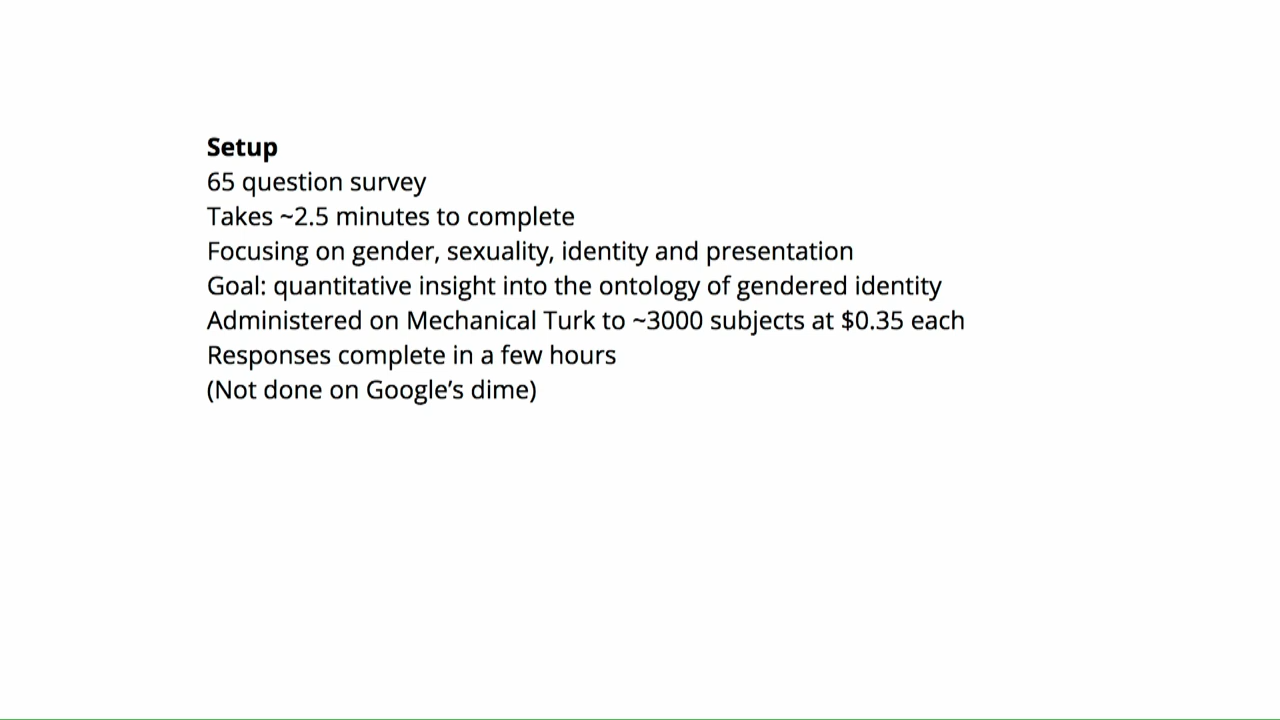 Setup
65 question survey
Takes ~2.5 minutes to complete
Focusing on gender, sexuality, identity and presentation
Goal: quantitative insight into the ontology of gendered identity
Administered on Mechanical Turk to ~3000 subjects at $0.35 each
Responses complete in a few hours
(Not done on Google’s dime)